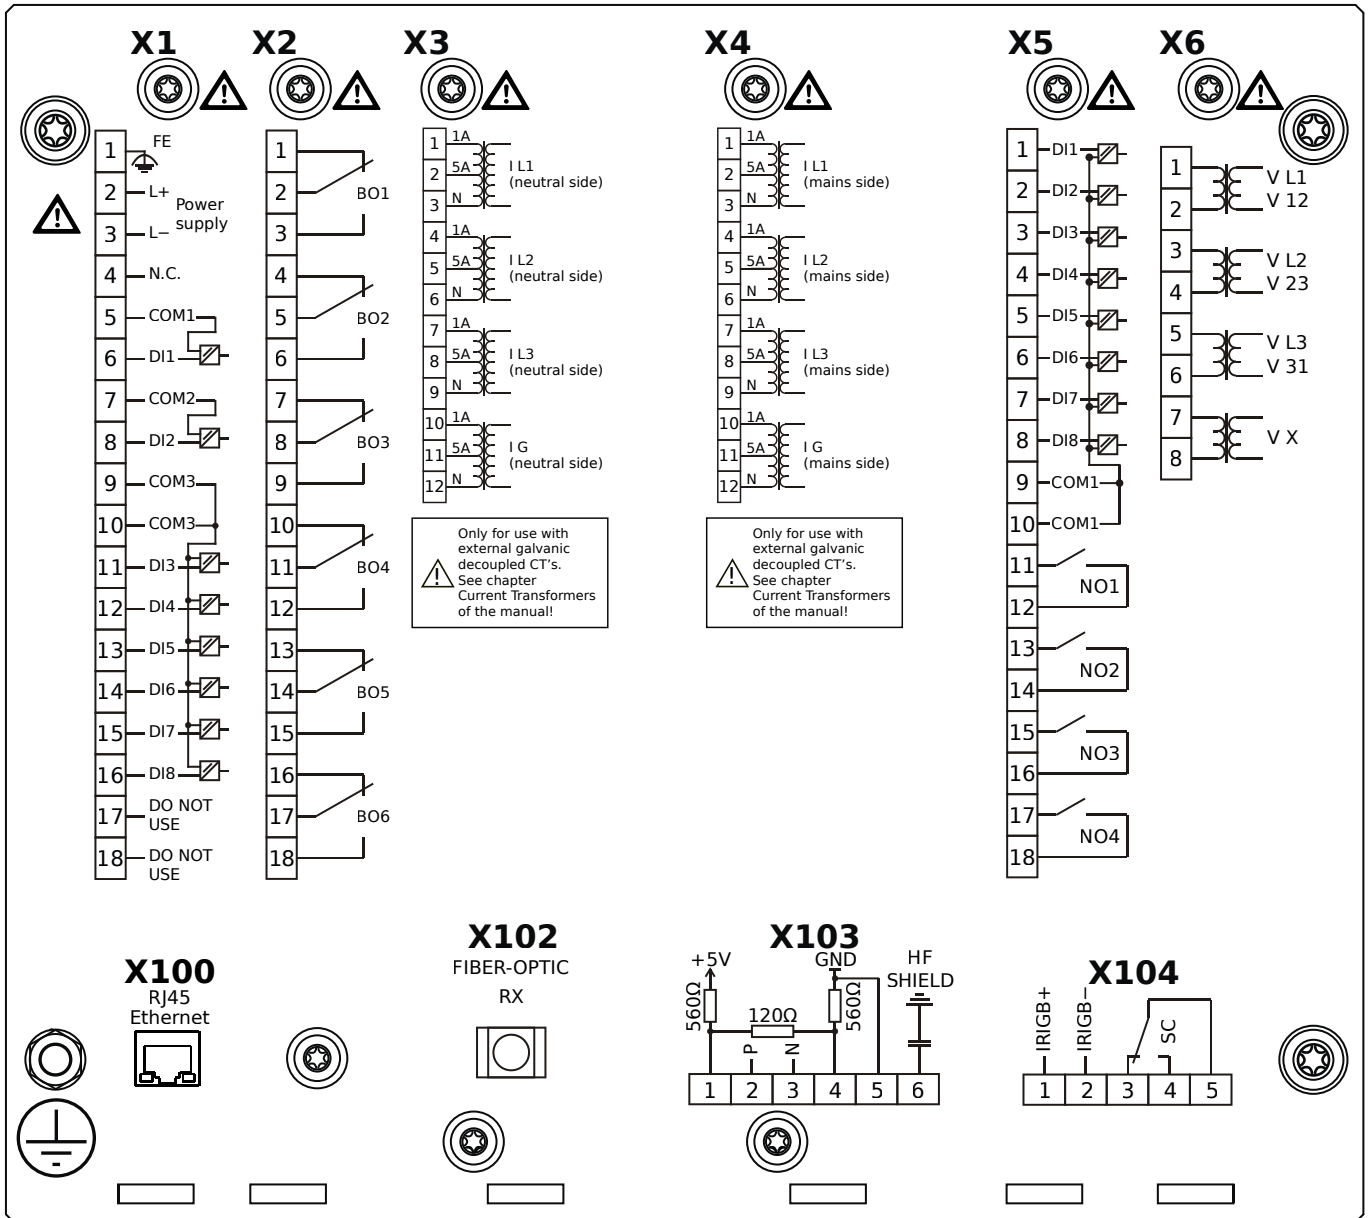 X1
X2
X3
X4
X5
X6
1
FE
2
L+
Power
supply
3
L−
4
N.C.
5
COM1
6
DI1
7
COM2
8
DI2
9
COM3
10
COM3
11
DI3
12
DI4
13
DI5
14
DI6
15
DI7
16
DI8
17
DO NOT
USE
18
DO NOT
USE
1
2
BO1
3
4
5
BO2
6
7
8
BO3
9
10
11
BO4
12
13
14
BO5
15
16
17
BO6
18
1
1A
2
5A
3
N
I L1
(neutral side)
4
1A
5
5A
6
N
I L2
(neutral side)
7
1A
8
5A
9
N
I L3
(neutral side)
10
1A
11
5A
12
N
I G
(neutral side)
Only for use with
external galvanic
decoupled CT's.
See chapter
Current Transformers
of the manual!
1
1A
2
5A
3
N
I L1
(mains side)
4
1A
5
5A
6
N
I L2
(mains side)
7
1A
8
5A
9
N
I L3
(mains side)
10
1A
11
5A
12
N
I G
(mains side)
Only for use with
external galvanic
decoupled CT's.
See chapter
Current Transformers
of the manual!
1
DI1
2
DI2
3
DI3
4
DI4
5
DI5
6
DI6
7
DI7
8
DI8
9
COM1
10
COM1
11
NO1
12
13
NO2
14
15
NO3
16
17
NO4
18
1
V L1
V 12
2
3
V L2
V 23
4
5
V L3
V 31
6
7
V X
8
X100
RJ45
Ethernet
X102
FIBER-OPTIC
RX
X103
+5V
GND
HF
SHIELD
560Ω
120Ω
560Ω
P
N
1 2 3 4 5 6
X104
IRIGB+
IRIGB−
SC
1 2 3 4 5